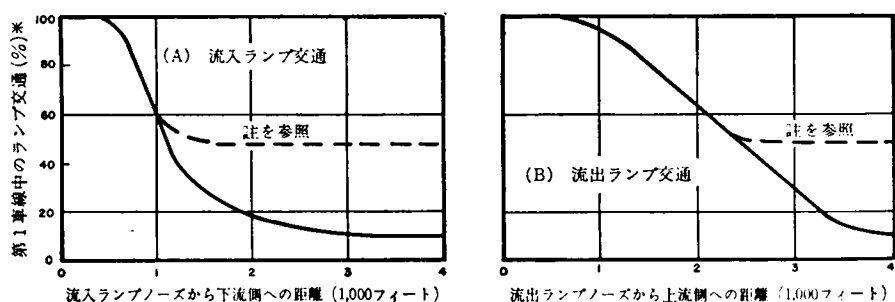 第1車線中のランプ交通(%)*
100
80
60
40
20
0
(A) 流入ランプ交通
註を参照
0 1 2 3 4
流入ランプノーズから下流側への距離(1,000フィート)
(B) 流出ランプ交通
註を参照
0 1 2 3 4
流出ランプノーズから上流側への距離(1,000フィート)